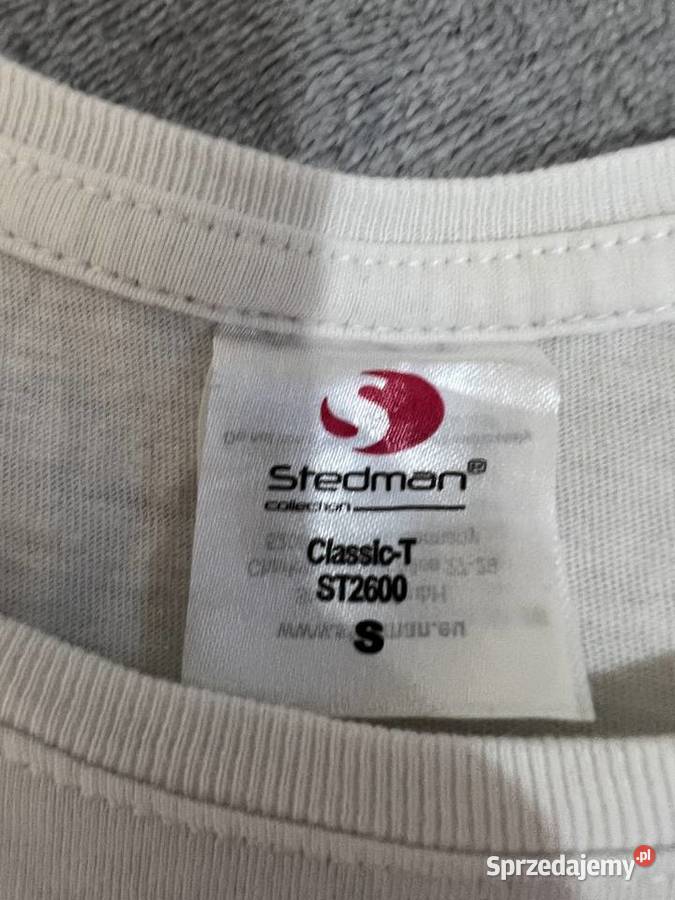 Stedman®
collection
Classic-T
ST2600
S
Sprzedajemy.pl